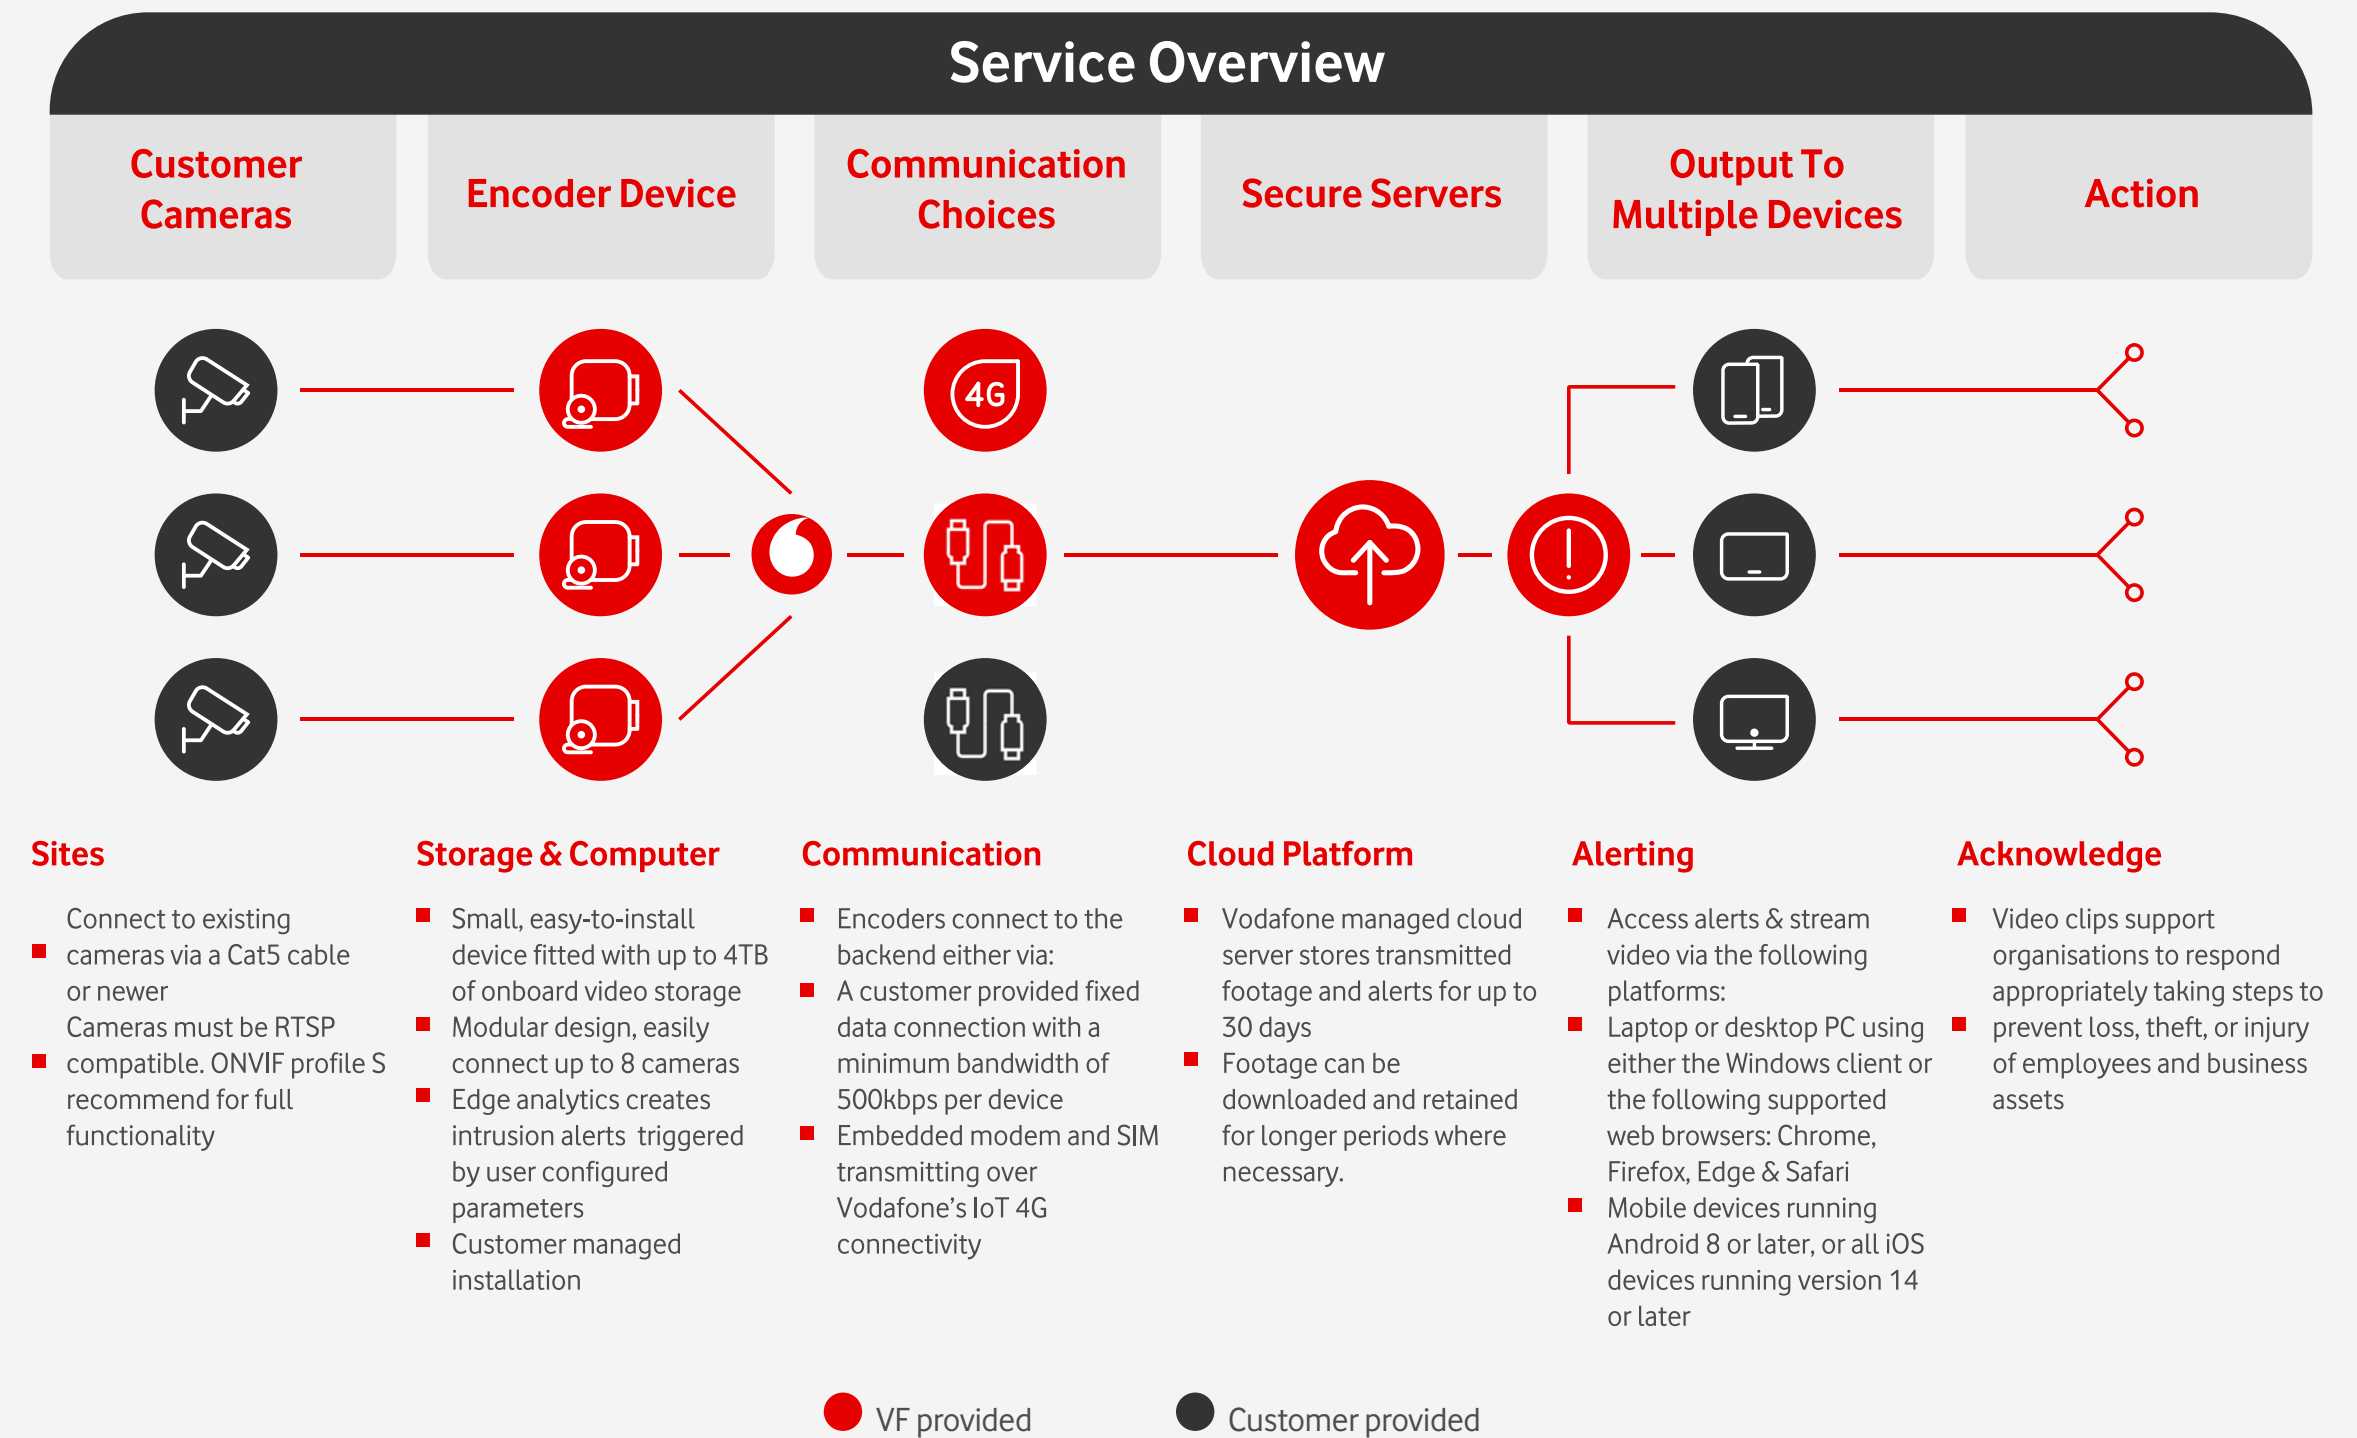 Service Overview
Customer
Cameras
Encoder Device
Communication
Choices
Secure Servers
Output To
Multiple Devices
Action
4G
Sites
Connect to existing
cameras via a Cat5 cable
or newer
Cameras must be RTSP
compatible. ONVIF profile S
recommend for full
functionality
Storage & Computer
Small, easy-to-install
device fitted with up to 4TB
of onboard video storage
Modular design, easily
connect up to 8 cameras
Edge analytics creates
intrusion alerts triggered
by user configured
parameters
Customer managed
installation
Communication
Encoders connect to the
backend either via:
A customer provided fixed
data connection with a
minimum bandwidth of
500kbps per device
Embedded modem and SIM
transmitting over
Vodafone’s IoT 4G
connectivity
Cloud Platform
Vodafone managed cloud
server stores transmitted
footage and alerts for up to
30 days
Footage can be
downloaded and retained
for longer periods where
necessary.
Alerting
Access alerts & stream
video via the following
platforms:
Laptop or desktop PC using
either the Windows client or
the following supported
web browsers: Chrome,
Firefox, Edge & Safari
Mobile devices running
Android 8 or later, or all iOS
devices running version 14
or later
Acknowledge
Video clips support
organisations to respond
appropriately taking steps to
prevent loss, theft, or injury
of employees and business
assets
VF provided
Customer provided